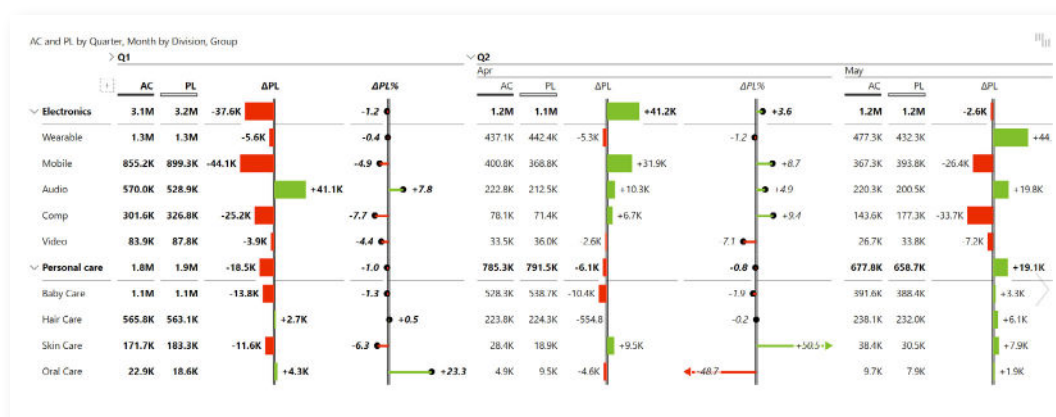 AC and PL by Quarter, Month by Division, Group
Q1 Q2
Apr May
AC PL ΔPL ΔPL% AC PL ΔPL ΔPL% AC PL ΔPL
Electronics 3.1M 3.2M -37.6K -1.2 1.2M 1.1M +41.2K +3.6 1.2M 1.2M -2.6K
Wearable 1.3M 1.3M -5.6K -0.4 437.1K 442.4K -5.3K -1.2 477.3K 432.3K +44.
Mobile 855.2K 899.3K -44.1K -4.9 400.8K 368.8K +31.9K +8.7 367.3K 393.8K -26.4K
Audio 570.0K 528.9K +41.1K +7.8 222.8K 212.5K +10.3K +4.9 220.3K 200.5K +19.8K
Comp 301.6K 326.8K -25.2K -7.7 78.1K 71.4K +6.7K +9.4 143.6K 177.3K -33.7K
Video 83.9K 87.8K -3.9K -4.4 33.5K 36.0K -2.6K 7.1 26.7K 33.8K -7.2K
Personal care 1.8M 1.9M -18.5K -1.0 785.3K 791.5K -6.1K -0.8 677.8K 658.7K +19.1K
Baby Care 1.1M 1.1M -13.8K -1.3 528.3K 538.7K -10.4K -1.9 391.6K 388.4K +3.3K
Hair Care 565.8K 563.1K +2.7K +0.5 223.8K 224.3K -554.8 -0.2 238.1K 232.0K +6.1K
Skin Care 171.7K 183.3K -11.6K -6.3 28.4K 18.9K +9.5K +50.5 38.4K 30.5K +7.9K
Oral Care 22.9K 18.6K +4.3K +23.3 4.9K 9.5K -4.6K -48.7 9.7K 7.9K +1.9K